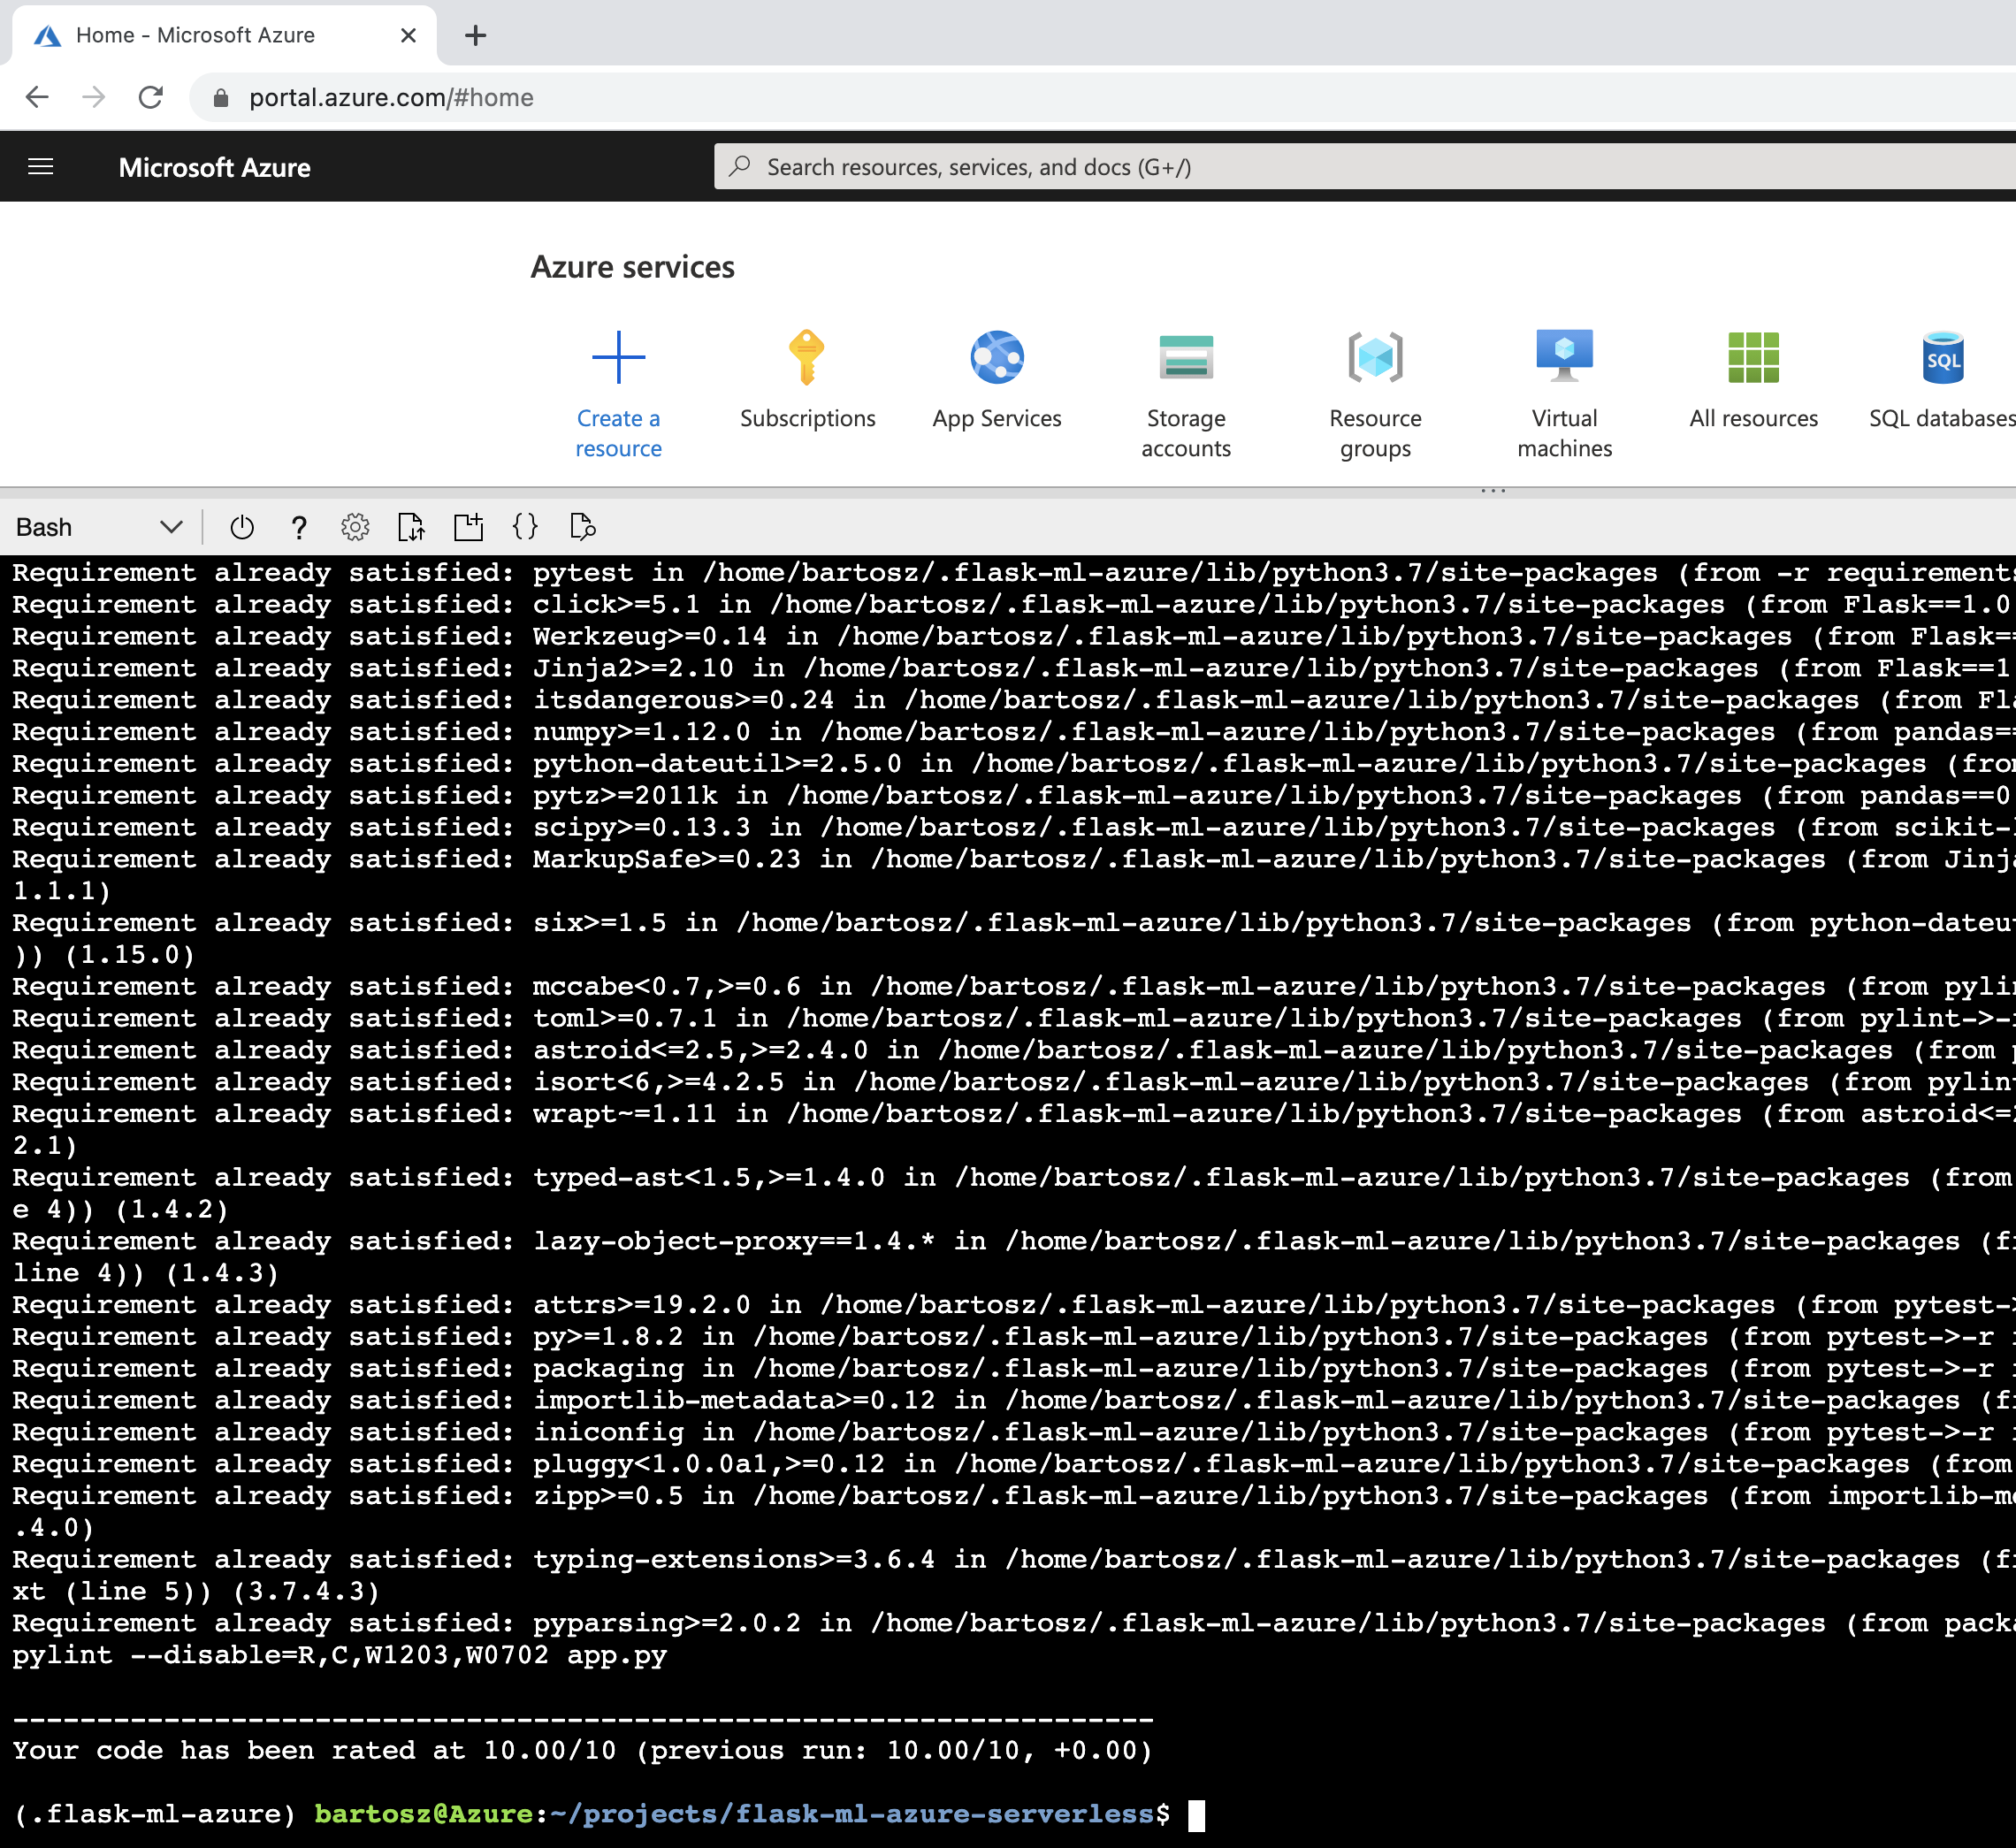 Home - Microsoft Azure
portal.azure.com/#home
Microsoft Azure
Search resources, services, and docs (G+/)
Azure services
Create a resource
Subscriptions
App Services
Storage accounts
Resource groups
Virtual machines
All resources
SQL databases
SQL
Bash
Requirement already satisfied: pytest in /home/bartosz/.flask-ml-azure/lib/python3.7/site-packages (from -r requirements
Requirement already satisfied: click>=5.1 in /home/bartosz/.flask-ml-azure/lib/python3.7/site-packages (from Flask==1.0
Requirement already satisfied: Werkzeug>=0.14 in /home/bartosz/.flask-ml-azure/lib/python3.7/site-packages (from Flask==
Requirement already satisfied: Jinja2>=2.10 in /home/bartosz/.flask-ml-azure/lib/python3.7/site-packages (from Flask==1
Requirement already satisfied: itsdangerous>=0.24 in /home/bartosz/.flask-ml-azure/lib/python3.7/site-packages (from Fla
Requirement already satisfied: numpy>=1.12.0 in /home/bartosz/.flask-ml-azure/lib/python3.7/site-packages (from pandas==
Requirement already satisfied: python-dateutil>=2.5.0 in /home/bartosz/.flask-ml-azure/lib/python3.7/site-packages (from
Requirement already satisfied: pytz>=2011k in /home/bartosz/.flask-ml-azure/lib/python3.7/site-packages (from pandas==0
Requirement already satisfied: scipy>=0.13.3 in /home/bartosz/.flask-ml-azure/lib/python3.7/site-packages (from scikit-l
Requirement already satisfied: MarkupSafe>=0.23 in /home/bartosz/.flask-ml-azure/lib/python3.7/site-packages (from Jinja
1.1.1)
Requirement already satisfied: six>=1.5 in /home/bartosz/.flask-ml-azure/lib/python3.7/site-packages (from python-dateut
)) (1.15.0)
Requirement already satisfied: mccabe<0.7,>=0.6 in /home/bartosz/.flask-ml-azure/lib/python3.7/site-packages (from pylin
Requirement already satisfied: toml>=0.7.1 in /home/bartosz/.flask-ml-azure/lib/python3.7/site-packages (from pylint->-r
Requirement already satisfied: astroid<=2.5,>=2.4.0 in /home/bartosz/.flask-ml-azure/lib/python3.7/site-packages (from p
Requirement already satisfied: isort<6,>=4.2.5 in /home/bartosz/.flask-ml-azure/lib/python3.7/site-packages (from pylint
Requirement already satisfied: wrapt~=1.11 in /home/bartosz/.flask-ml-azure/lib/python3.7/site-packages (from astroid<=2
2.1)
Requirement already satisfied: typed-ast<1.5,>=1.4.0 in /home/bartosz/.flask-ml-azure/lib/python3.7/site-packages (from
e 4)) (1.4.2)
Requirement already satisfied: lazy-object-proxy==1.4.* in /home/bartosz/.flask-ml-azure/lib/python3.7/site-packages (fr
line 4)) (1.4.3)
Requirement already satisfied: attrs>=19.2.0 in /home/bartosz/.flask-ml-azure/lib/python3.7/site-packages (from pytest->
Requirement already satisfied: py>=1.8.2 in /home/bartosz/.flask-ml-azure/lib/python3.7/site-packages (from pytest->-r r
Requirement already satisfied: packaging in /home/bartosz/.flask-ml-azure/lib/python3.7/site-packages (from pytest->-r r
Requirement already satisfied: importlib-metadata>=0.12 in /home/bartosz/.flask-ml-azure/lib/python3.7/site-packages (fr
Requirement already satisfied: iniconfig in /home/bartosz/.flask-ml-azure/lib/python3.7/site-packages (from pytest->-r r
Requirement already satisfied: pluggy<1.0.0a1,>=0.12 in /home/bartosz/.flask-ml-azure/lib/python3.7/site-packages (from
Requirement already satisfied: zipp>=0.5 in /home/bartosz/.flask-ml-azure/lib/python3.7/site-packages (from importlib-me
.4.0)
Requirement already satisfied: typing-extensions>=3.6.4 in /home/bartosz/.flask-ml-azure/lib/python3.7/site-packages (fr
xt (line 5)) (3.7.4.3)
Requirement already satisfied: pyparsing>=2.0.2 in /home/bartosz/.flask-ml-azure/lib/python3.7/site-packages (from packa
pylint --disable=R,C,W1203,W0702 app.py
--------------------------------------------------------------------
Your code has been rated at 10.00/10 (previous run: 10.00/10, +0.00)
(.flask-ml-azure) bartosz@Azure:~/projects/flask-ml-azure-serverless$